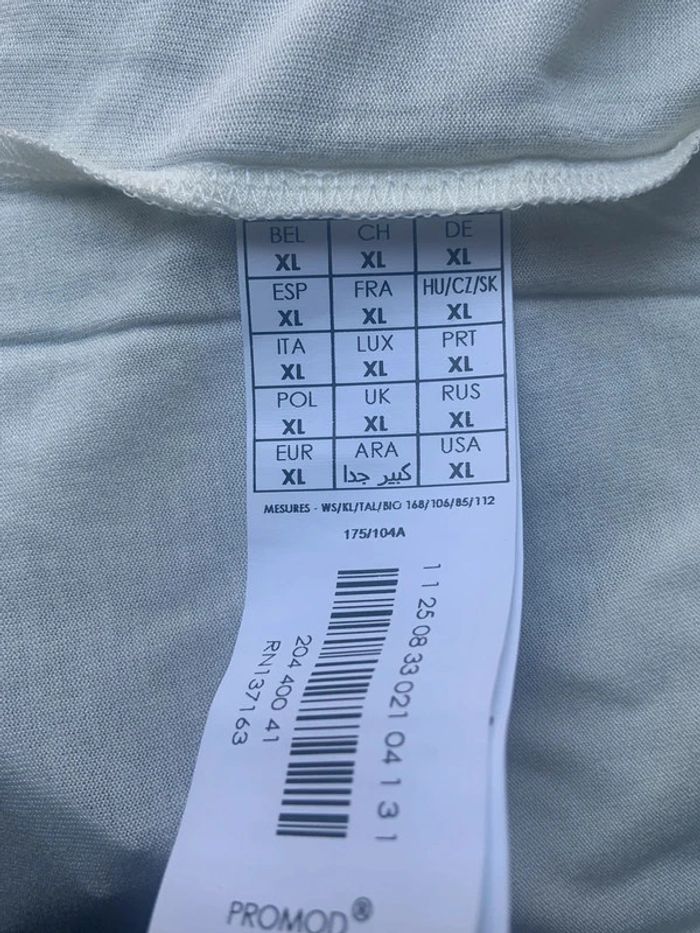 BEL CH DE
XL XL XL
ESP FRA HU/CZ/SK
XL XL XL
ITA LUX PRT
XL XL XL
POL UK RUS
XL XL XL
EUR ARA USA
XL كبير جدا XL
MESURES - WS/KL/TAL/BIO 168/106/85/112
175/104A
1 1 25 08 33 021 04 1 3 1
204 400 41
RN137163
PROMOD®